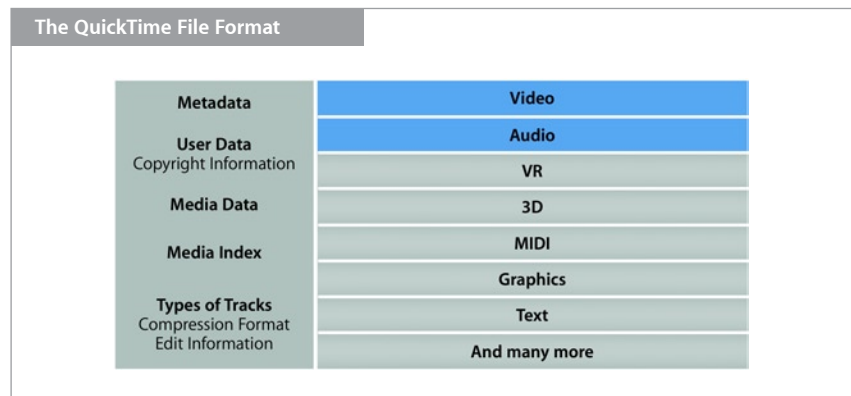 The QuickTime File Format
Metadata
User Data
Copyright Information
Media Data
Media Index
Types of Tracks
Compression Format
Edit Information
Video
Audio
VR
3D
MIDI
Graphics
Text
And many more